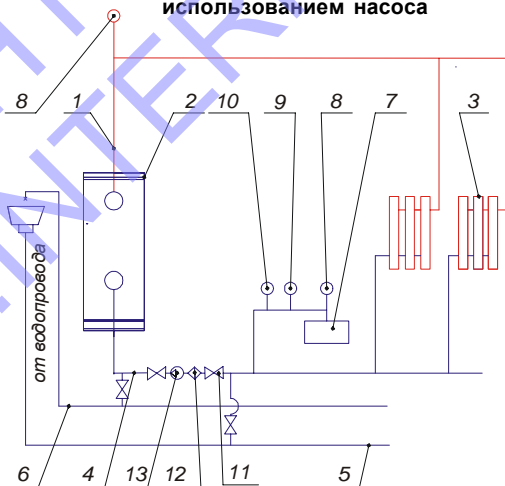 использованием насоса
8 1 2 10 9 8 7 3
от водопровода
6 4 13 12 11 5